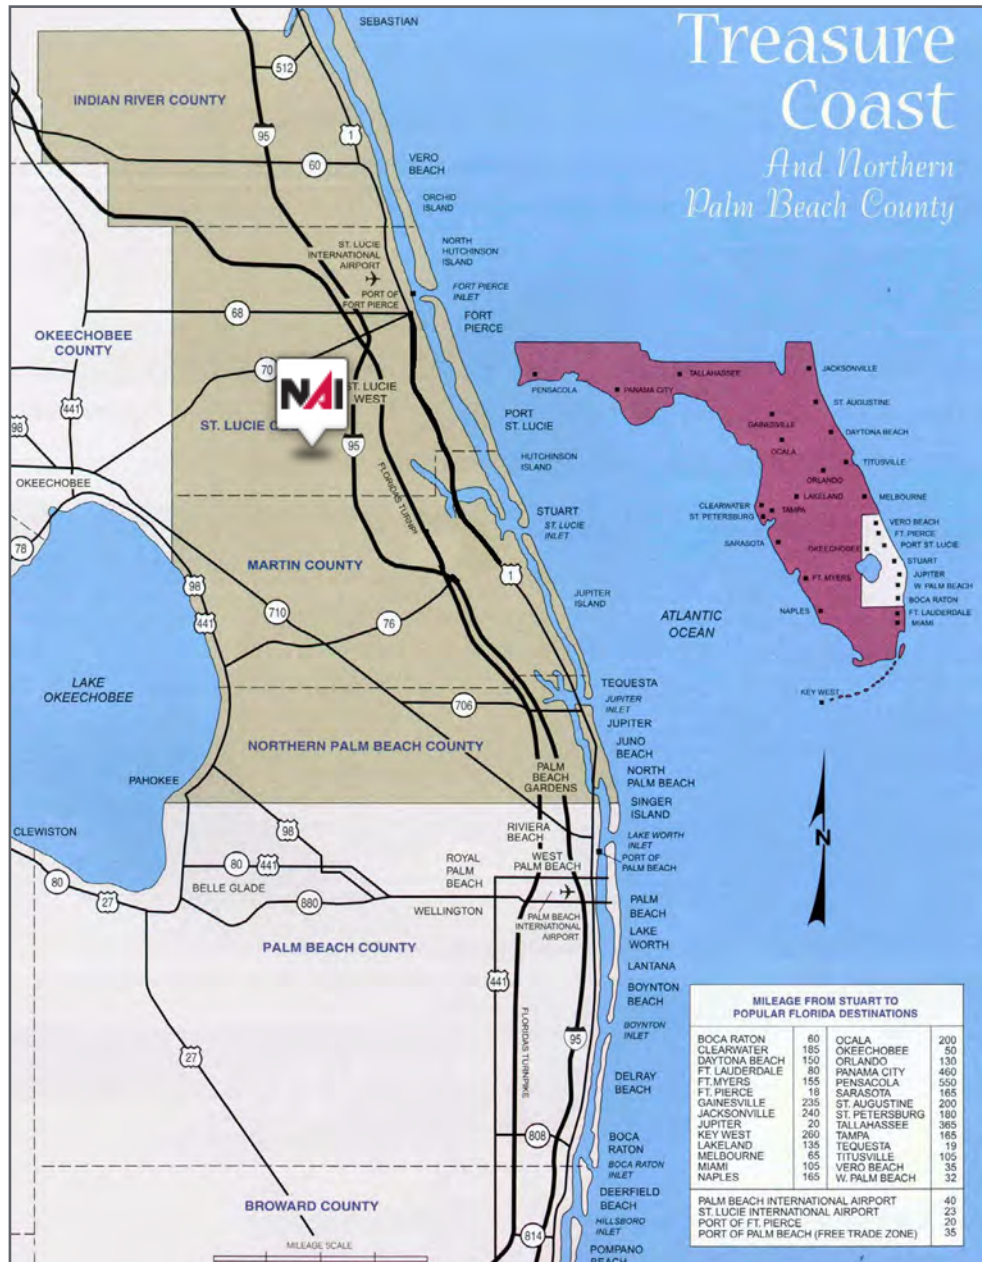 Treasure
Coast
And Northern
Palm Beach County
SEBASTIAN
512
INDIAN RIVER COUNTY
95
1
60
VERO
BEACH
ORCHID
ISLAND
ST. LUCIE
INTERNATIONAL
AIRPORT
NORTH
HUTCHINSON
ISLAND
PORT OF
FORT PIERCE
FORT PIERCE
INLET
68
FORT
PIERCE
OKEECHOBEE
COUNTY
70
NAI
ST. LUCIE
WEST
441
98
ST. LUCIE C
95
PORT
ST. LUCIE
HUTCHINSON
ISLAND
OKEECHOBEE
FLORIDAS TURNPI
STUART
ST. LUCIE
INLET
78
MARTIN COUNTY
98
441
1
710
76
JUPITER
ISLAND
ATLANTIC
OCEAN
LAKE
OKEECHOBEE
TEQUESTA
JUPITER
INLET
706
JUPITER
NORTHERN PALM BEACH COUNTY
JUNO
BEACH
PAHOKEE
PALM
BEACH
GARDENS
NORTH
PALM BEACH
SINGER
ISLAND
CLEWISTON
98
RIVIERA
BEACH
LAKE WORTH
INLET
80
441
ROYAL
PALM
BEACH
WEST
PALM BEACH
PORT OF
PALM BEACH
80
27
BELLE GLADE
880
WELLINGTON
PALM BEACH
INTERNATIONAL
AIRPORT
PALM
BEACH
PALM BEACH COUNTY
LAKE
WORTH
LANTANA
441
BOYNTON
BEACH
FLORIDAS TURNPIKE
95
BOYNTON
INLET
27
DELRAY
BEACH
808
BOCA
RATON
BOCA RATON
INLET
BROWARD COUNTY
DEERFIELD
BEACH
814
HILLSBORO
INLET
MILEAGE SCALE
POMPANO
BEACH
PENSACOLA
PANAMA CITY
TALLAHASSEE
JACKSONVILLE
ST. AUGUSTINE
GAINESVILLE
DAYTONA BEACH
OCALA
TITUSVILLE
ORLANDO
LAKELAND
MELBOURNE
CLEARWATER
ST. PETERSBURG
TAMPA
VERO BEACH
FT. PIERCE
PORT ST. LUCIE
SARASOTA
OKEECHOBEE
STUART
FT. MYERS
JUPITER
W. PALM BEACH
BOCA RATON
NAPLES
FT. LAUDERDALE
MIAMI
KEY WEST
N
MILEAGE FROM STUART TO
POPULAR FLORIDA DESTINATIONS
BOCA RATON 60 OCALA 200
CLEARWATER 185 OKEECHOBEE 50
DAYTONA BEACH 150 ORLANDO 130
FT. LAUDERDALE 80 PANAMA CITY 460
FT.MYERS 155 PENSACOLA 550
FT. PIERCE 18 SARASOTA 165
GAINESVILLE 235 ST. AUGUSTINE 200
JACKSONVILLE 240 ST. PETERSBURG 180
JUPITER 20 TALLAHASSEE 365
KEY WEST 260 TAMPA 165
LAKELAND 135 TEQUESTA 19
MELBOURNE 65 TITUSVILLE 105
MIAMI 105 VERO BEACH 35
NAPLES 165 W. PALM BEACH 32
PALM BEACH INTERNATIONAL AIRPORT 40
ST. LUCIE INTERNATIONAL AIRPORT 23
PORT OF FT. PIERCE 20
PORT OF PALM BEACH (FREE TRADE ZONE) 35